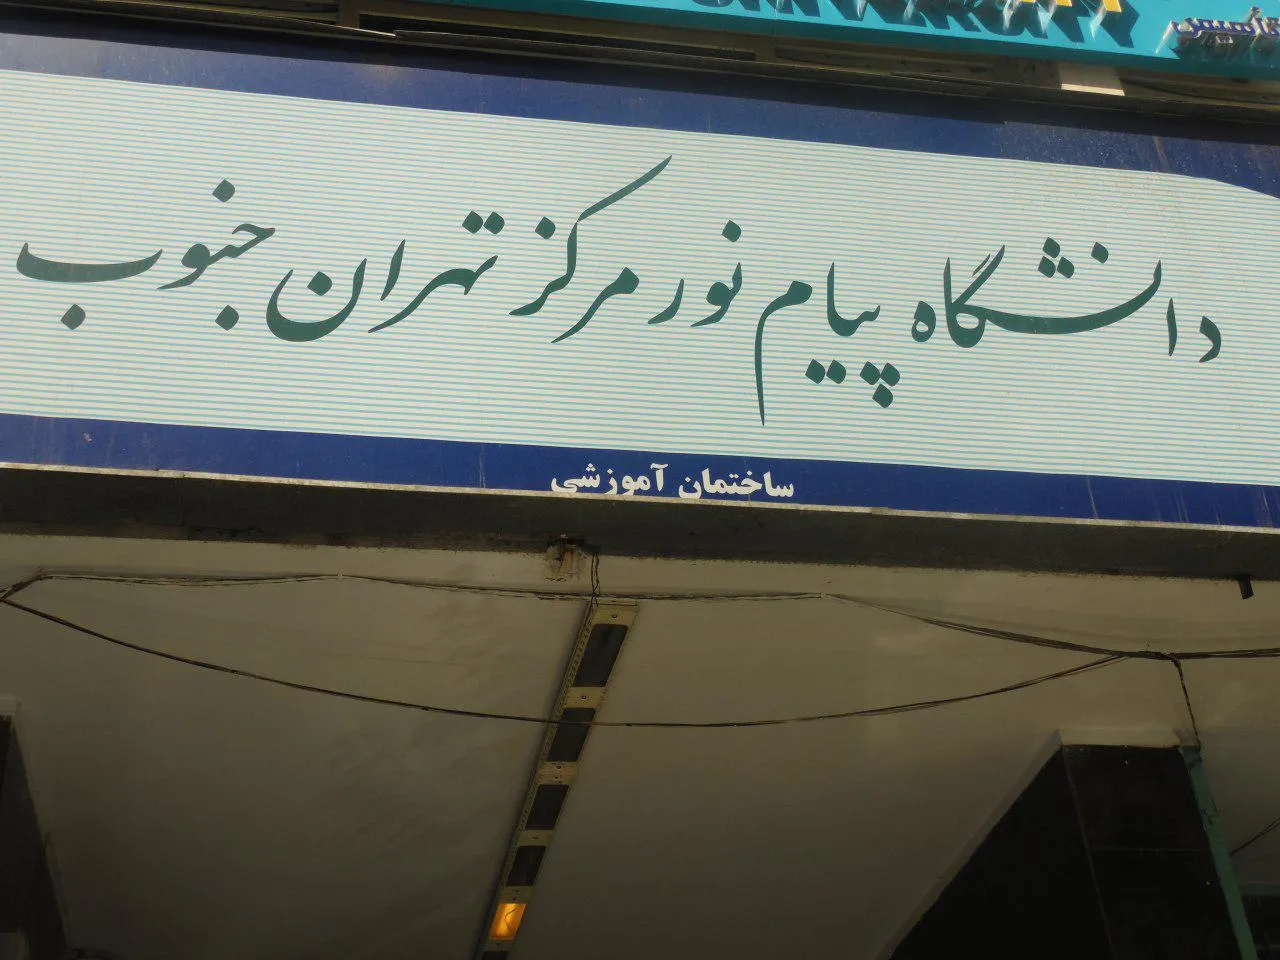 دانشگاه پیام نور مرکز تهران جنوب
ساختمان آموزشی